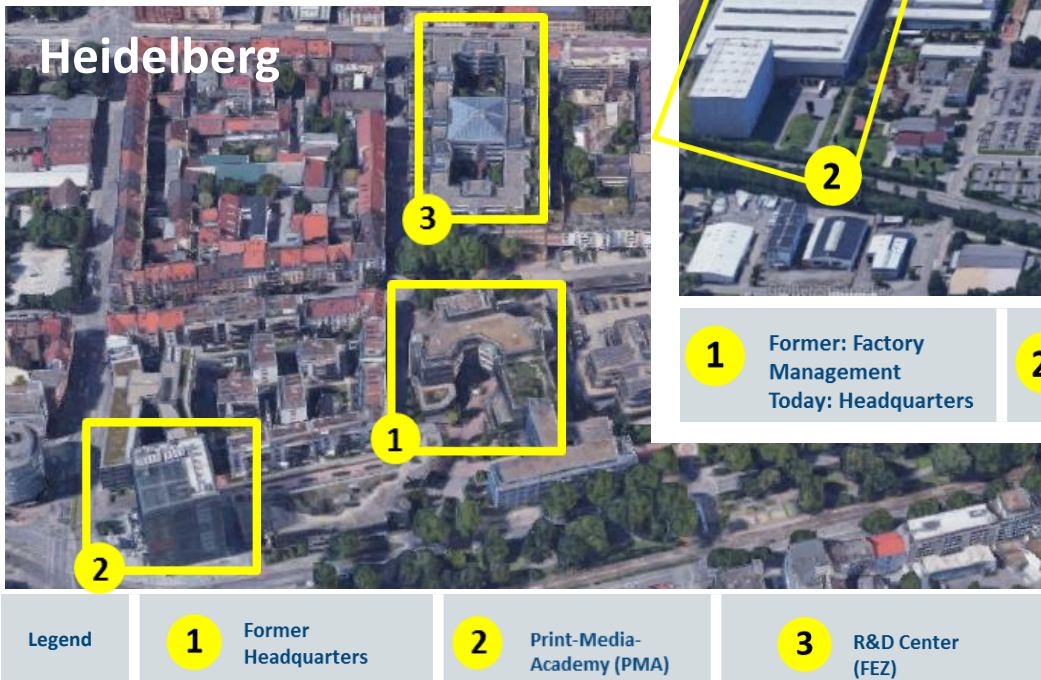 Heidelberg
3
1
2
2
1
Former: Factory
Management
Today: Headquarters
Legend
1
Former
Headquarters
2
Print-Media-
Academy (PMA)
3
R&D Center
(FEZ)